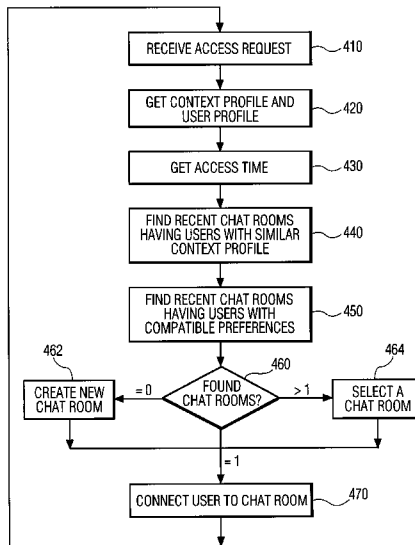 RECEIVE ACCESS REQUEST
410
GET CONTEXT PROFILE AND
USER PROFILE
420
GET ACCESS TIME
430
FIND RECENT CHAT ROOMS
HAVING USERS WITH SIMILAR
CONTEXT PROFILE
440
FIND RECENT CHAT ROOMS
HAVING USERS WITH
COMPATIBLE PREFERENCES
450
462
CREATE NEW
CHAT ROOM
= 0
FOUND
CHAT ROOMS?
460
> 1
464
SELECT A
CHAT ROOM
= 1
CONNECT USER TO CHAT ROOM
470